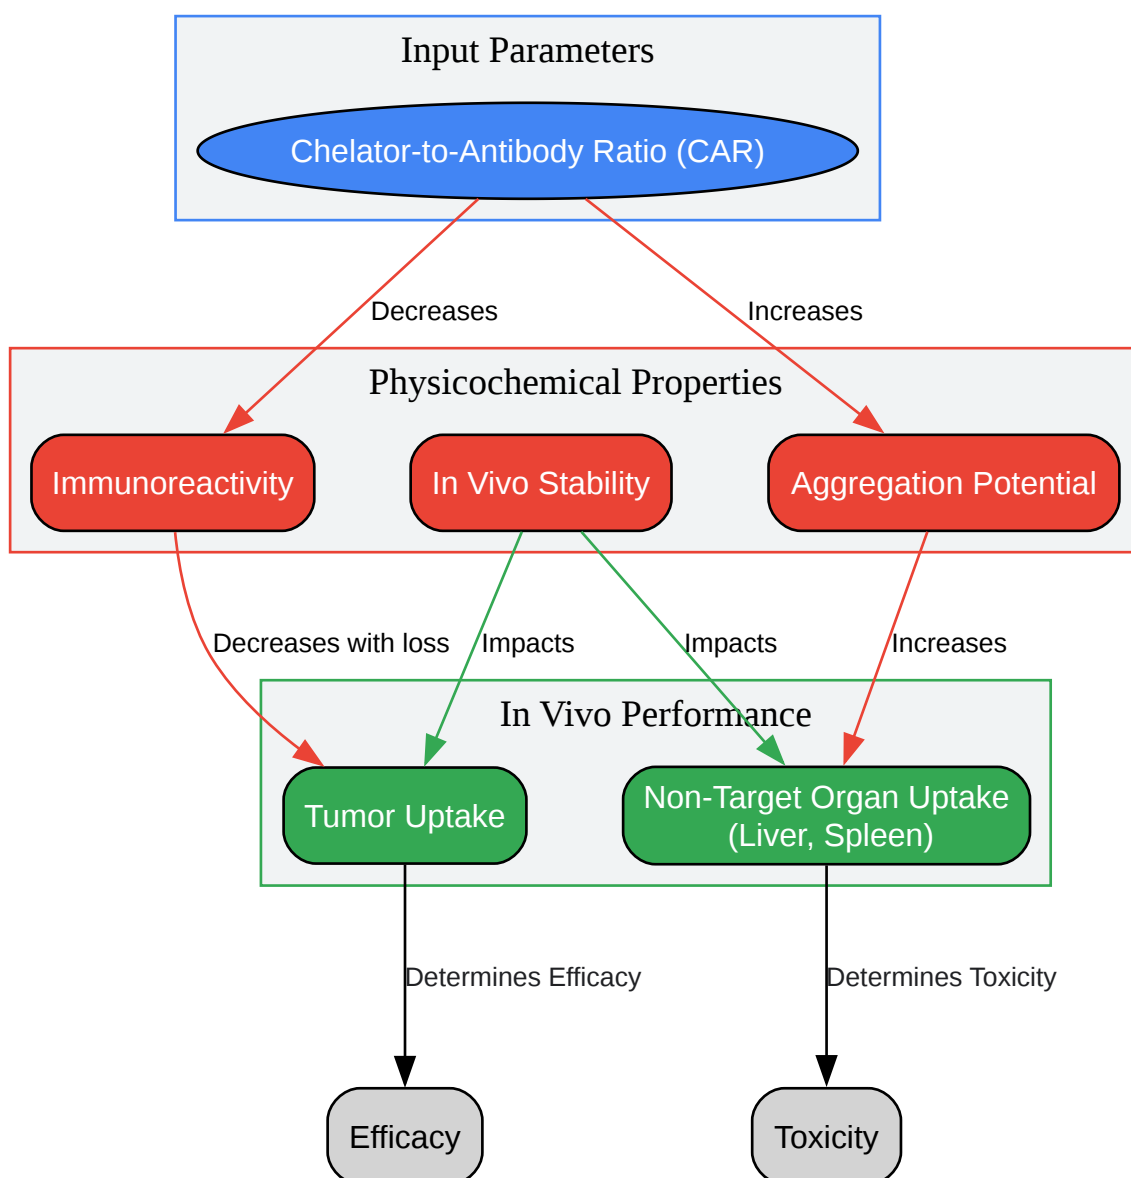 Input Parameters
Chelator-to-Antibody Ratio (CAR)
Decreases
Increases
Physicochemical Properties
Immunoreactivity
In Vivo Stability
Aggregation Potential
Decreases with loss
Impacts
Impacts
Increases
In Vivo Performance
Tumor Uptake
Non-Target Organ Uptake
(Liver, Spleen)
Determines Efficacy
Determines Toxicity
Efficacy
Toxicity